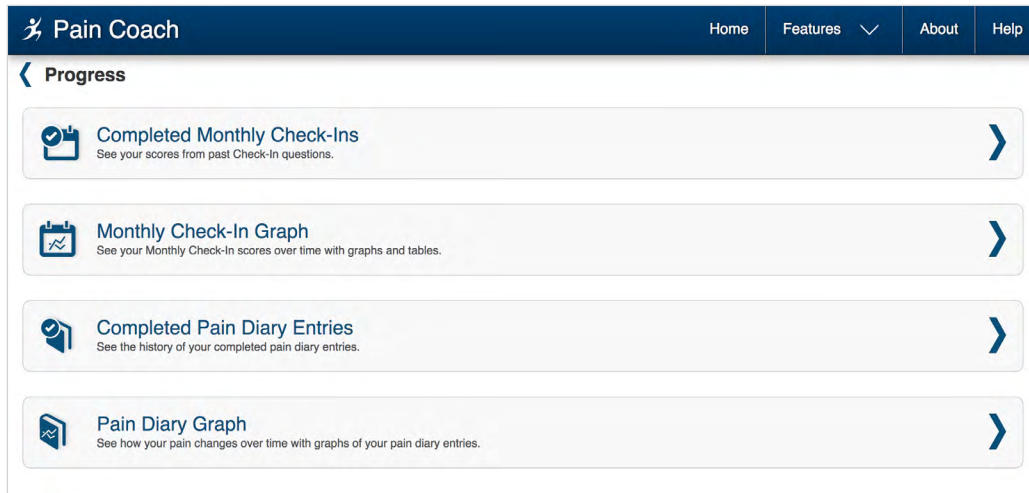 Pain Coach
Home
Features
About
Help
Progress
Completed Monthly Check-Ins
See your scores from past Check-In questions.
Monthly Check-In Graph
See your Monthly Check-In scores over time with graphs and tables.
Completed Pain Diary Entries
See the history of your completed pain diary entries.
Pain Diary Graph
See how your pain changes over time with graphs of your pain diary entries.